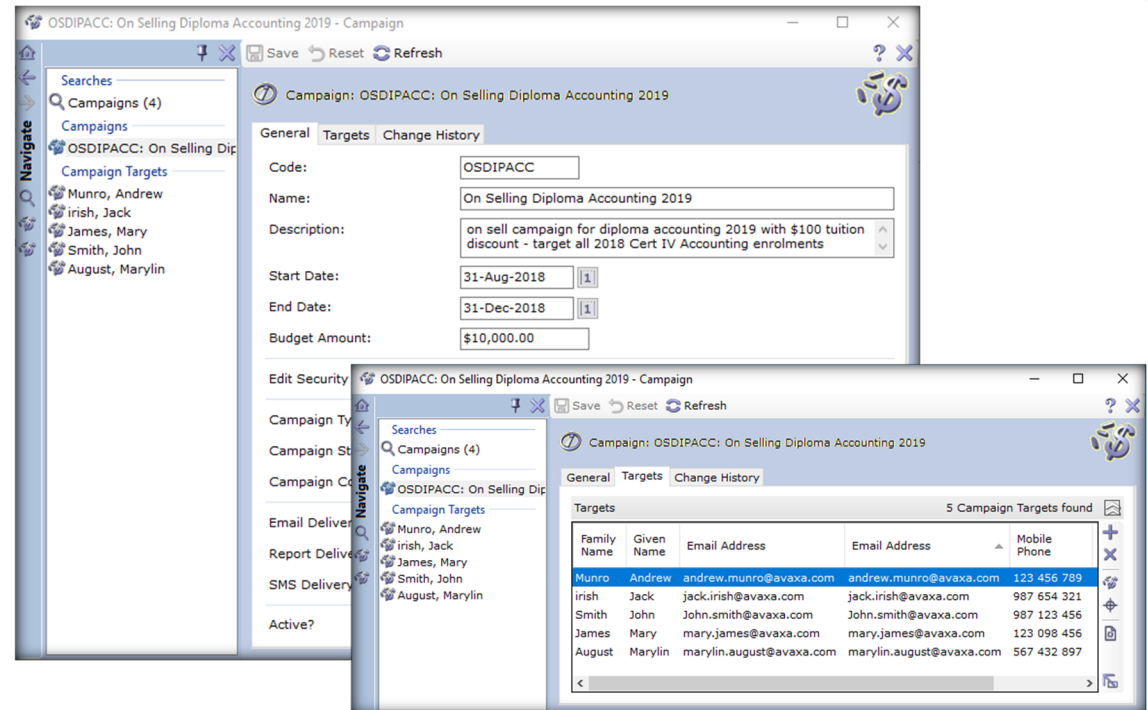 OSDIPACC: On Selling Diploma Accounting 2019 - Campaign
Save Reset Refresh ?
Navigate
Searches
Campaigns (4)
Campaigns
OSDIPACC: On Selling Dip
Campaign Targets
Munro, Andrew
irish, Jack
James, Mary
Smith, John
August, Marylin
Campaign: OSDIPACC: On Selling Diploma Accounting 2019
General Targets Change History
Code: OSDIPACC
Name: On Selling Diploma Accounting 2019
Description: on sell campaign for diploma accounting 2019 with $100 tuition
discount - target all 2018 Cert IV Accounting enrolments
Start Date: 31-Aug-2018 1
End Date: 31-Dec-2018 1
Budget Amount: $10,000.00
Edit Security
Campaign Ty
Campaign St
Campaign Co
Email Deliver
Report Delive
SMS Delivery
Active?
OSDIPACC: On Selling Diploma Accounting 2019 - Campaign
Save Reset Refresh ?
Navigate
Searches
Campaigns (4)
Campaigns
OSDIPACC: On Selling Dip
Campaign Targets
Munro, Andrew
irish, Jack
James, Mary
Smith, John
August, Marylin
Campaign: OSDIPACC: On Selling Diploma Accounting 2019
General Targets Change History
Targets 5 Campaign Targets found
Family Name Given Name Email Address Email Address Mobile Phone
Munro Andrew andrew.munro@avaxa.com andrew.munro@avaxa.com 123 456 789
irish Jack jack.irish@avaxa.com jack.irish@avaxa.com 987 654 321
Smith John John.smith@avaxa.com John.smith@avaxa.com 987 123 456
James Mary mary.james@avaxa.com mary.james@avaxa.com 123 098 456
August Marylin marylin.august@avaxa.com marylin.august@avaxa.com 567 432 897